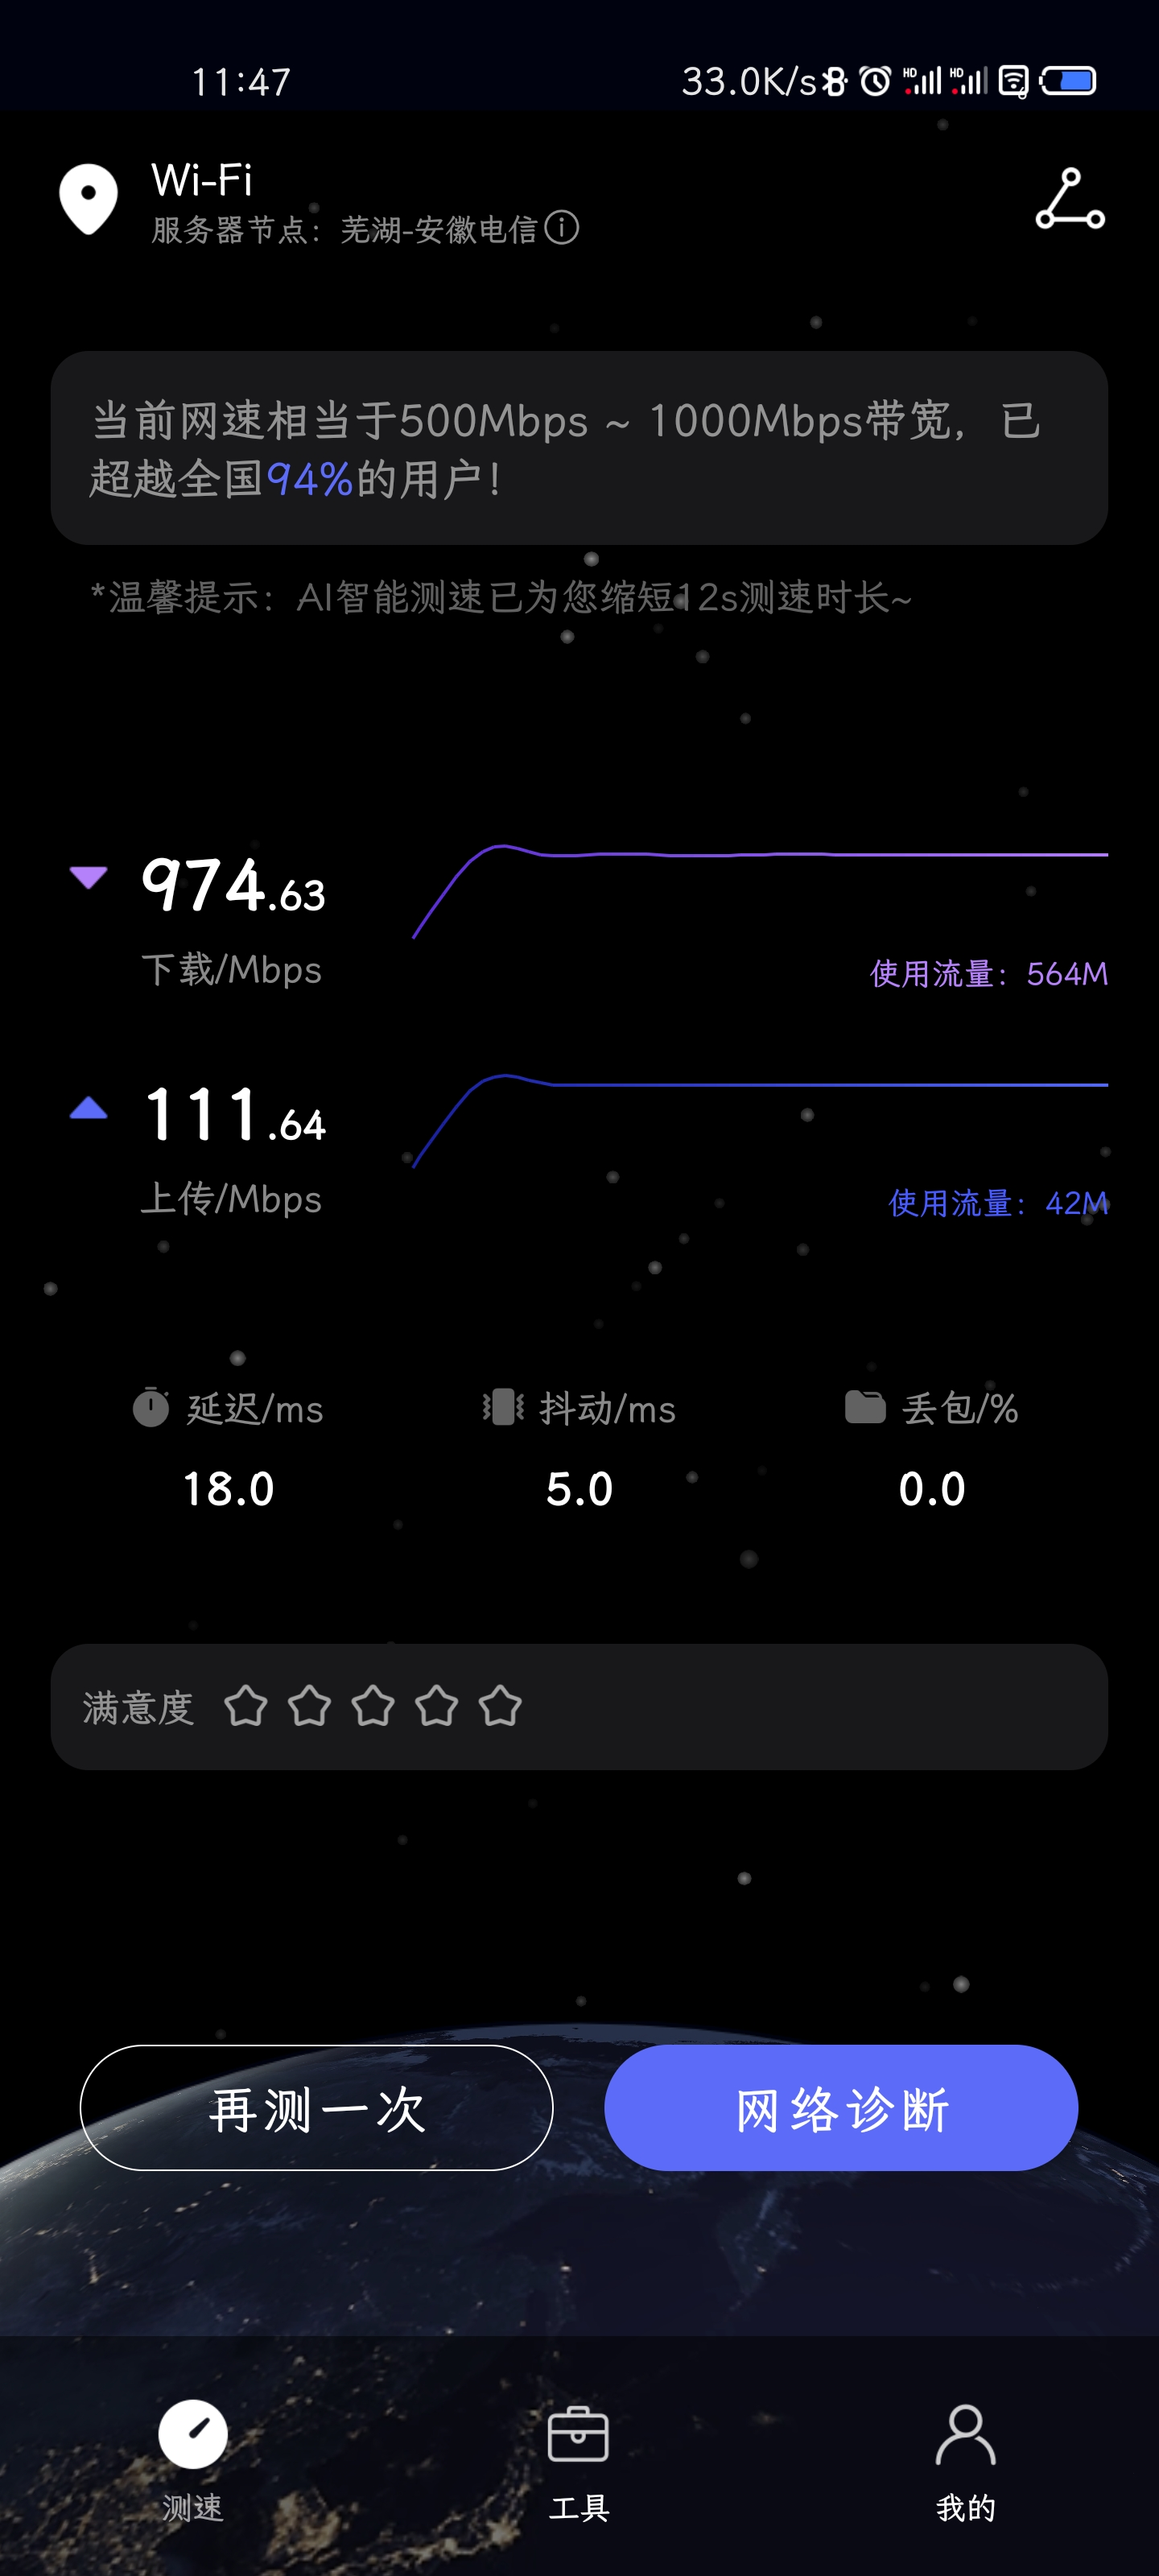 11:47
33.0K/s
HD
HD
6
Wi-Fi
服务器节点：芜湖-安徽电信
当前网速相当于500Mbps ~ 1000Mbps带宽，已
超越全国94%的用户！
*温馨提示：AI智能测速已为您缩短12s测速时长~
974.63
下载/Mbps
使用流量：564M
111.64
上传/Mbps
使用流量：42M
延迟/ms 抖动/ms 丢包/%
18.0 5.0 0.0
满意度
再测一次 网络诊断
测速 工具 我的